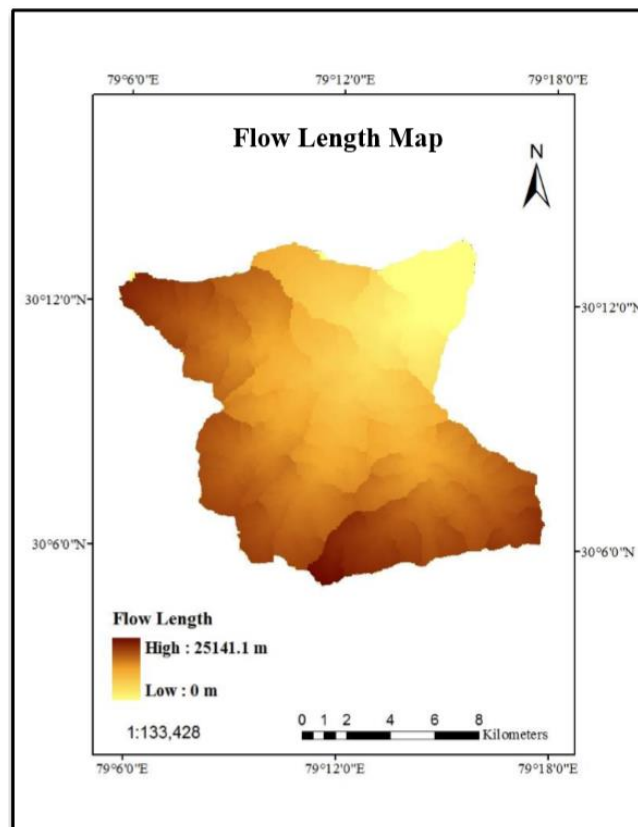 79°6'0"E 79°12'0"E 79°18'0"E
Flow Length Map
N
30°12'0"N 30°12'0"N
30°6'0"N 30°6'0"N
Flow Length
High : 25141.1 m
Low : 0 m
1:133,428
0 1 2 4 6 8
Kilometers
79°6'0"E 79°12'0"E 79°18'0"E